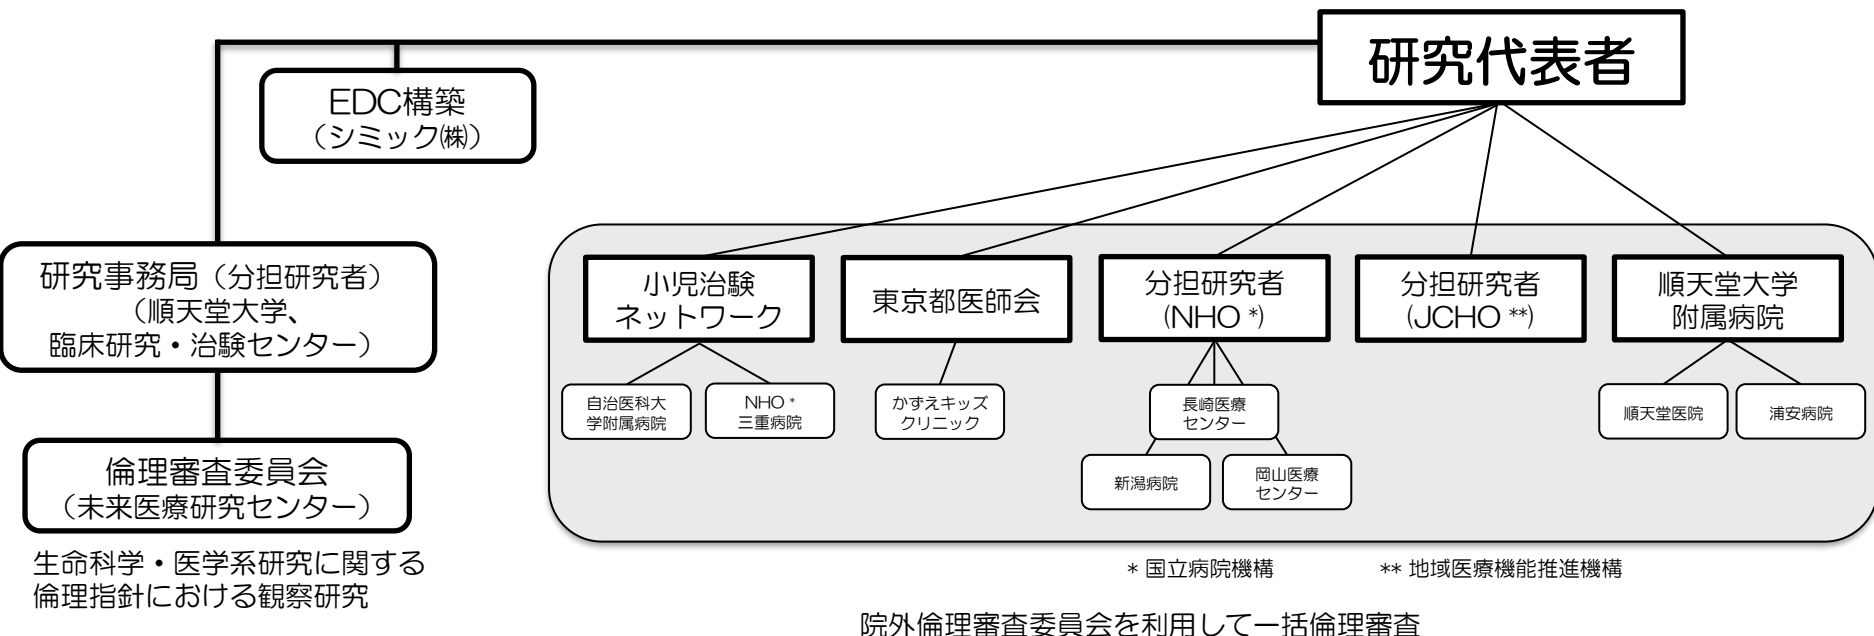 研究代表者
EDC構築
（シミック㈱）
研究事務局（分担研究者）
（順天堂大学、
臨床研究・治験センター）
倫理審査委員会
（未来医療研究センター）
生命科学・医学系研究に関する
倫理指針における観察研究
小児治験
ネットワーク
東京都医師会
分担研究者
(NHO *)
分担研究者
(JCHO **)
順天堂大学
附属病院
自治医科大
学附属病院
NHO *
三重病院
かずえキッズ
クリニック
長崎医療
センター
新潟病院
岡山医療
センター
順天堂医院
浦安病院
* 国立病院機構
** 地域医療機能推進機構
院外倫理審査委員会を利用して一括倫理審査